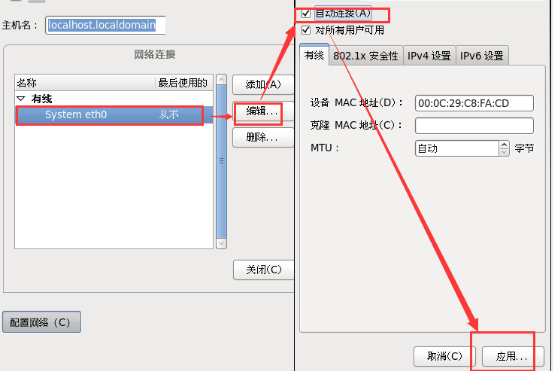 主机名： localhost.localdomain
网络连接
名称 最后使用的
有线
System eth0 从不
添加(A)
编辑...
删除...
关闭(C)
配置网络（C）
自动连接(A)
对所有用户可用
有线 802.1x 安全性 IPv4 设置 IPv6 设置
设备 MAC 地址(D)： 00:0C:29:C8:FA:CD
克隆 MAC 地址(C)：
MTU： 自动 字节
取消(C) 应用...